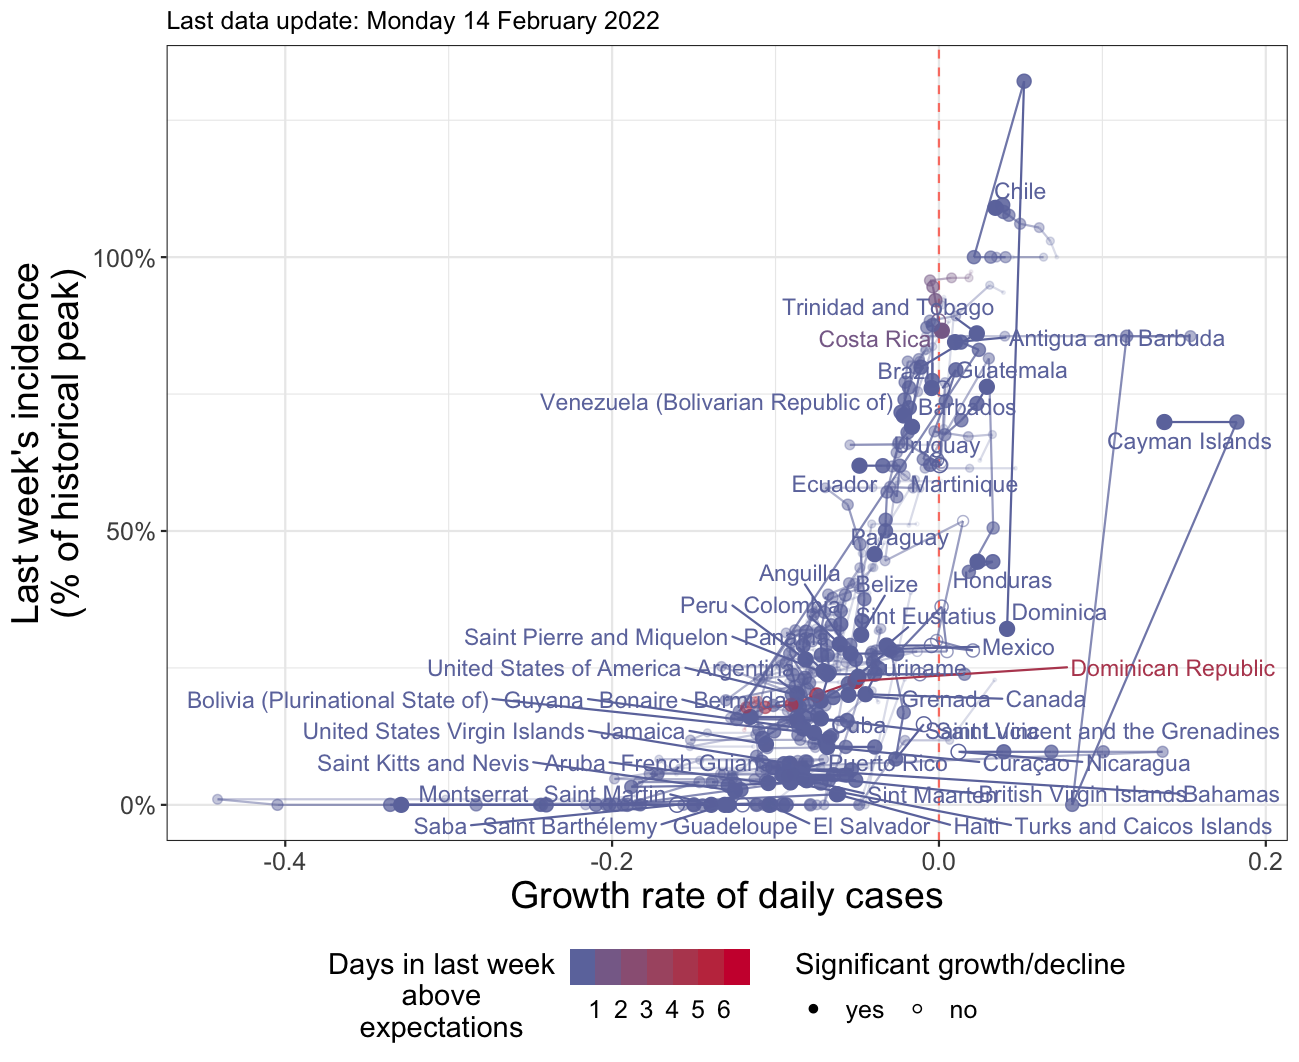 Last data update: Monday 14 February 2022
Last week's incidence
(% of historical peak)
100%
50%
0%
Chile
Trinidad and Tobago
Costa Rica
Antigua and Barbuda
Brazil
Guatemala
Venezuela (Bolivarian Republic of)
Barbados
Cayman Islands
Uruguay
Ecuador
Martinique
Paraguay
Anguilla
Belize
Honduras
Peru
Colombia
Sint Eustatius
Dominica
Saint Pierre and Miquelon
Panama
Mexico
United States of America
Argentina
Suriname
Dominican Republic
Bolivia (Plurinational State of)
Guyana
Bonaire
Bermuda
Grenada
Canada
United States Virgin Islands
Jamaica
Cuba
Saint Lucia
Saint Vincent and the Grenadines
Saint Kitts and Nevis
Aruba
French Guiana
Puerto Rico
Curaçao
Nicaragua
Montserrat
Saint Martin
Sint Maarten
British Virgin Islands
Bahamas
Saba
Saint Barthélemy
Guadeloupe
El Salvador
Haiti
Turks and Caicos Islands
-0.4
-0.2
0.0
0.2
Growth rate of daily cases
Days in last week
above
expectations
1 2 3 4 5 6
Significant growth/decline
yes
no